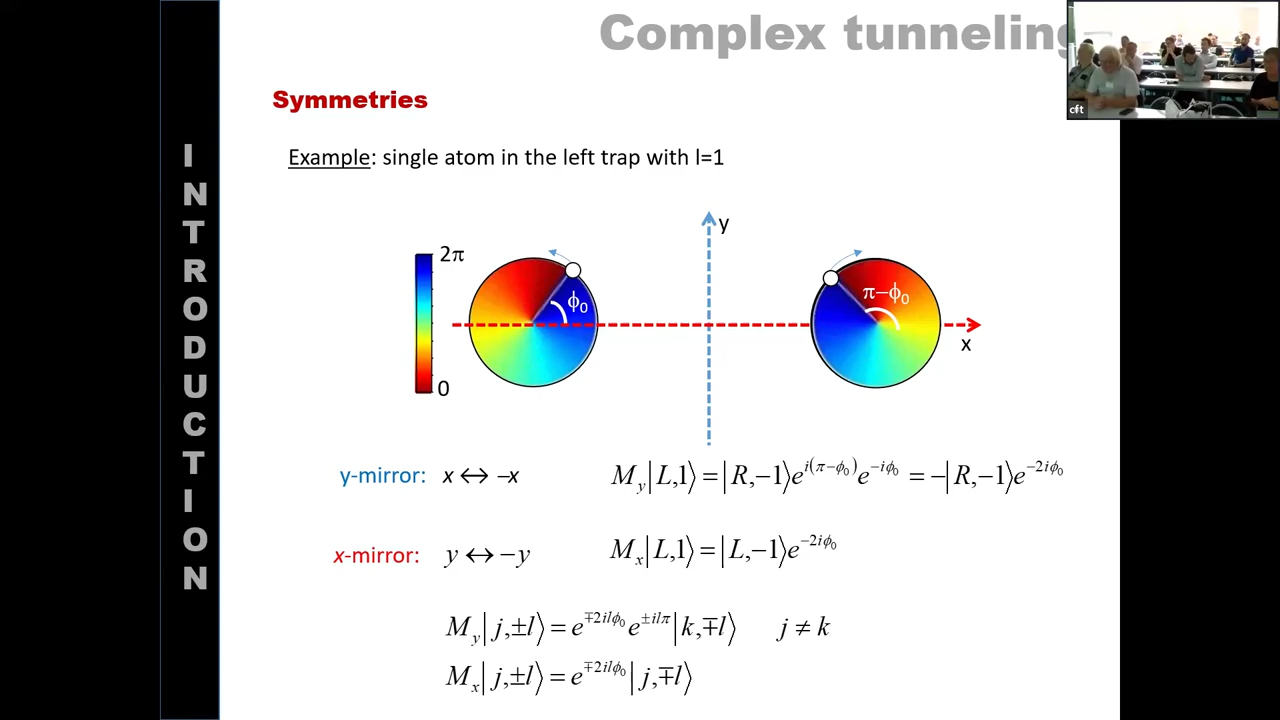 Complex tunneling
cft
Symmetries
INTRODUCTION
Example: single atom in the left trap with l=1
2π
0
y
ϕ₀
π−ϕ₀
x
y-mirror: x ↔ −x M_y|L,1⟩ = |R,−1⟩e^{i(π−ϕ₀)}e^{−iϕ₀} = −|R,−1⟩e^{−2iϕ₀}
x-mirror: y ↔ −y M_x|L,1⟩ = |L,−1⟩e^{−2iϕ₀}
M_y|j,±l⟩ = e^{∓2ilϕ₀}e^{±ilπ}|k,∓l⟩ j ≠ k
M_x|j,±l⟩ = e^{∓2ilϕ₀}|j,∓l⟩